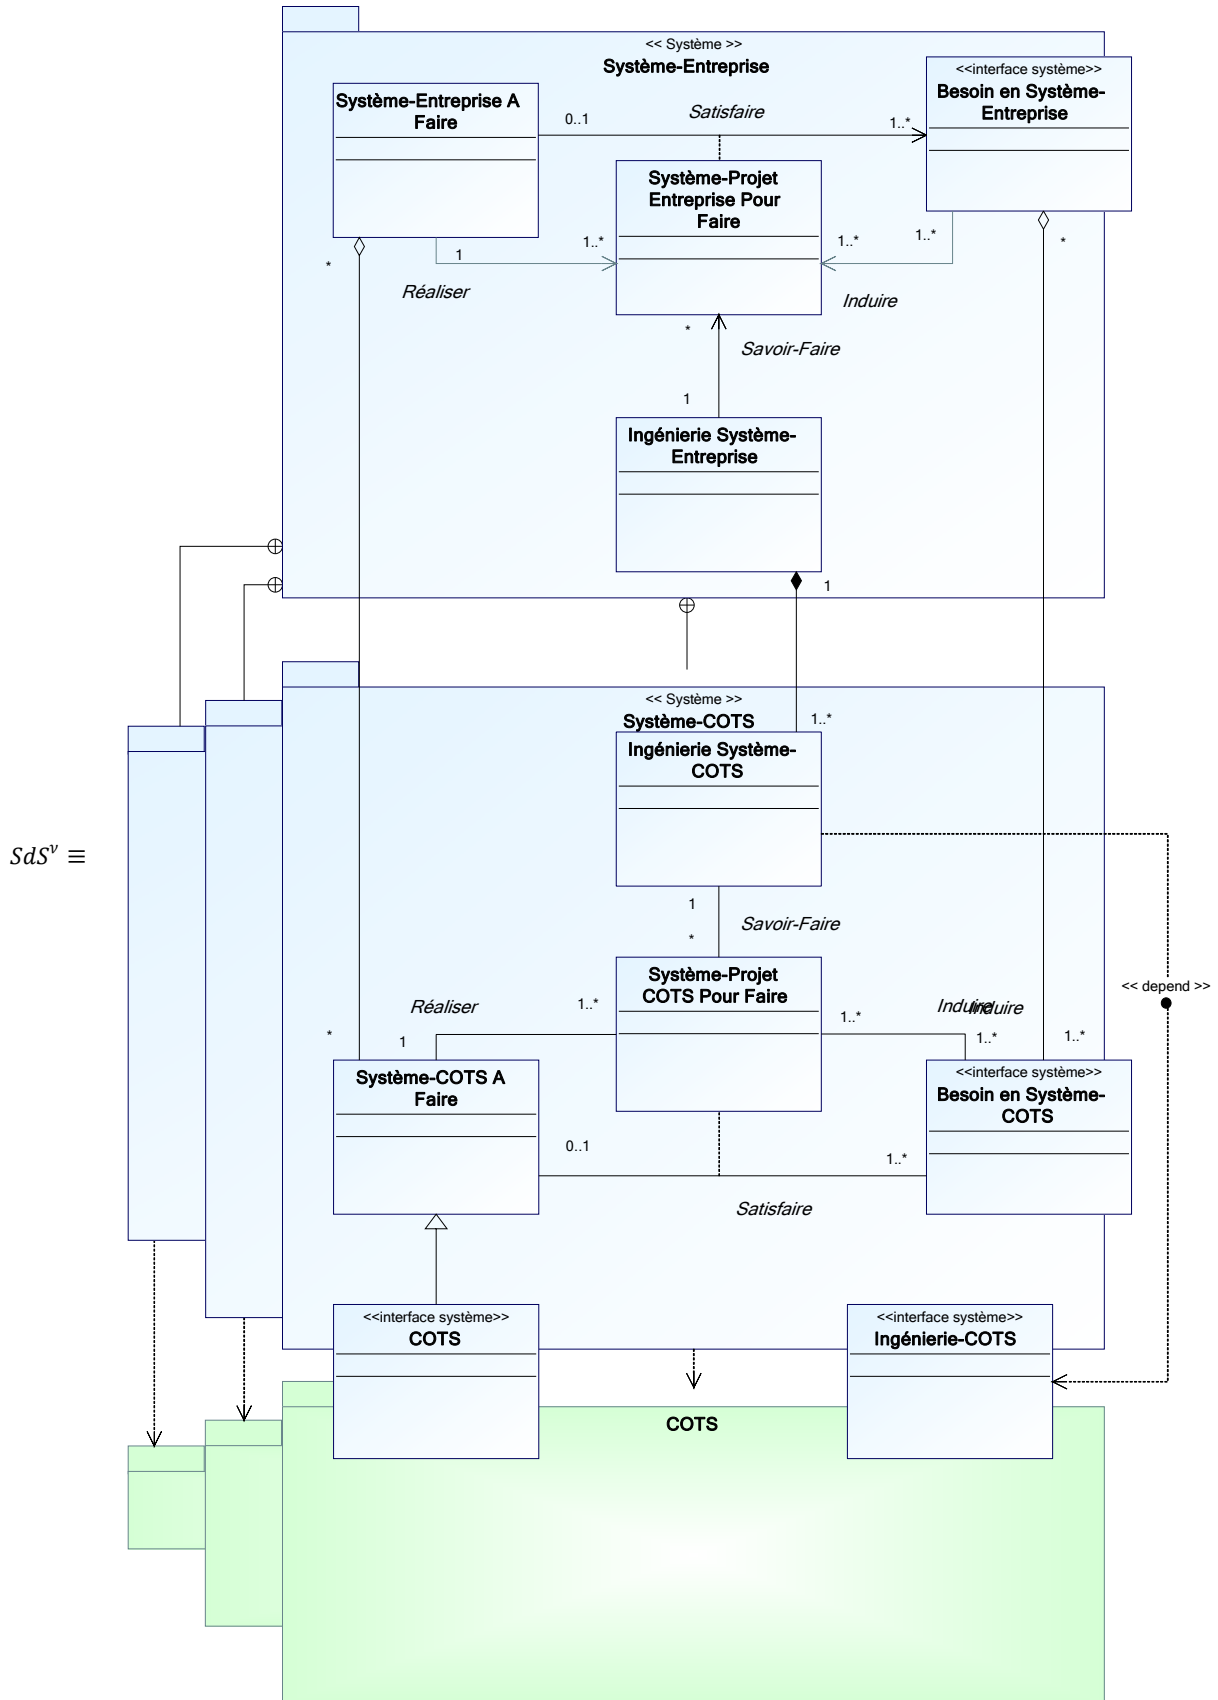 << Système >>
Système-Entreprise
<<interface système>>
Besoin en Système-
Entreprise
Système-Entreprise A
Faire
0..1
Satisfaire
1..*
Système-Projet
Entreprise Pour
Faire
*
1
1..*
1..*
1..*
*
Réaliser
Induire
*
Savoir-Faire
1
Ingénierie Système-
Entreprise
1
<< Système >>
Système-COTS
1..*
Ingénierie Système-
COTS
SdS^ν ≡
1
Savoir-Faire
*
Système-Projet
COTS Pour Faire
<< depend >>
Réaliser
1..*
1..*
Induire
Induire
*
1
1..*
1..*
Système-COTS A
Faire
<<interface système>>
Besoin en Système-
COTS
0..1
1..*
Satisfaire
<<interface système>>
COTS
<<interface système>>
Ingénierie-COTS
COTS